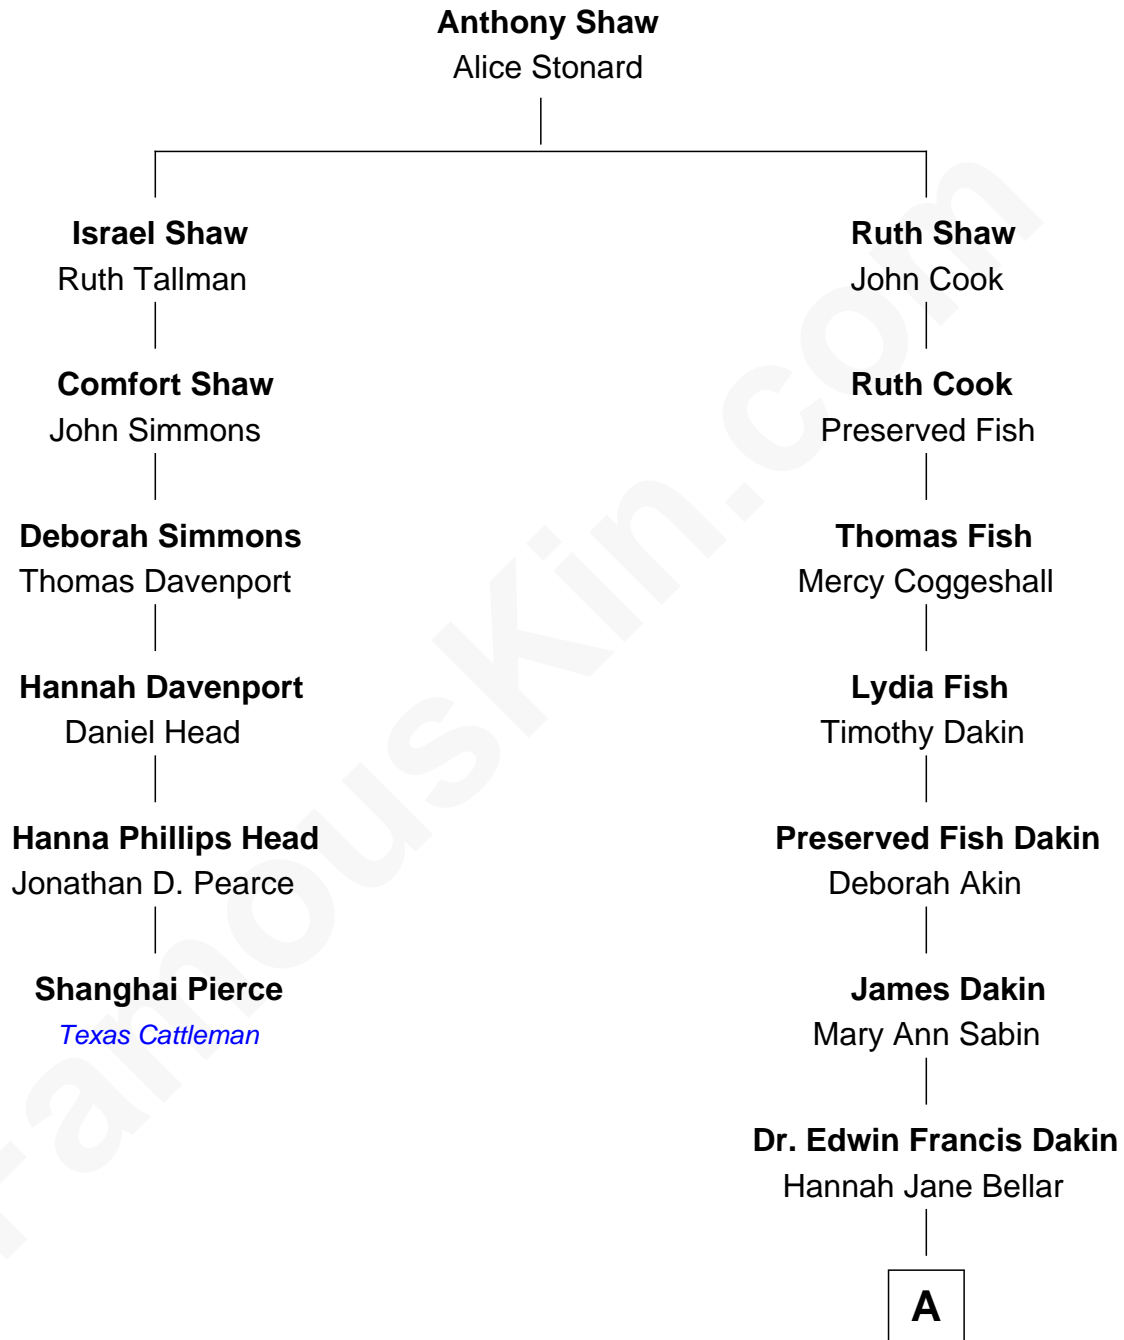 Anthony Shaw
Alice Stonard
Israel Shaw
Ruth Tallman
Comfort Shaw
John Simmons
Deborah Simmons
Thomas Davenport
Hannah Davenport
Daniel Head
Hanna Phillips Head
Jonathan D. Pearce
Shanghai Pierce
Texas Cattleman
Ruth Shaw
John Cook
Ruth Cook
Preserved Fish
Thomas Fish
Mercy Coggeshall
Lydia Fish
Timothy Dakin
Preserved Fish Dakin
Deborah Akin
James Dakin
Mary Ann Sabin
Dr. Edwin Francis Dakin
Hannah Jane Bellar
A
FamousKin.com